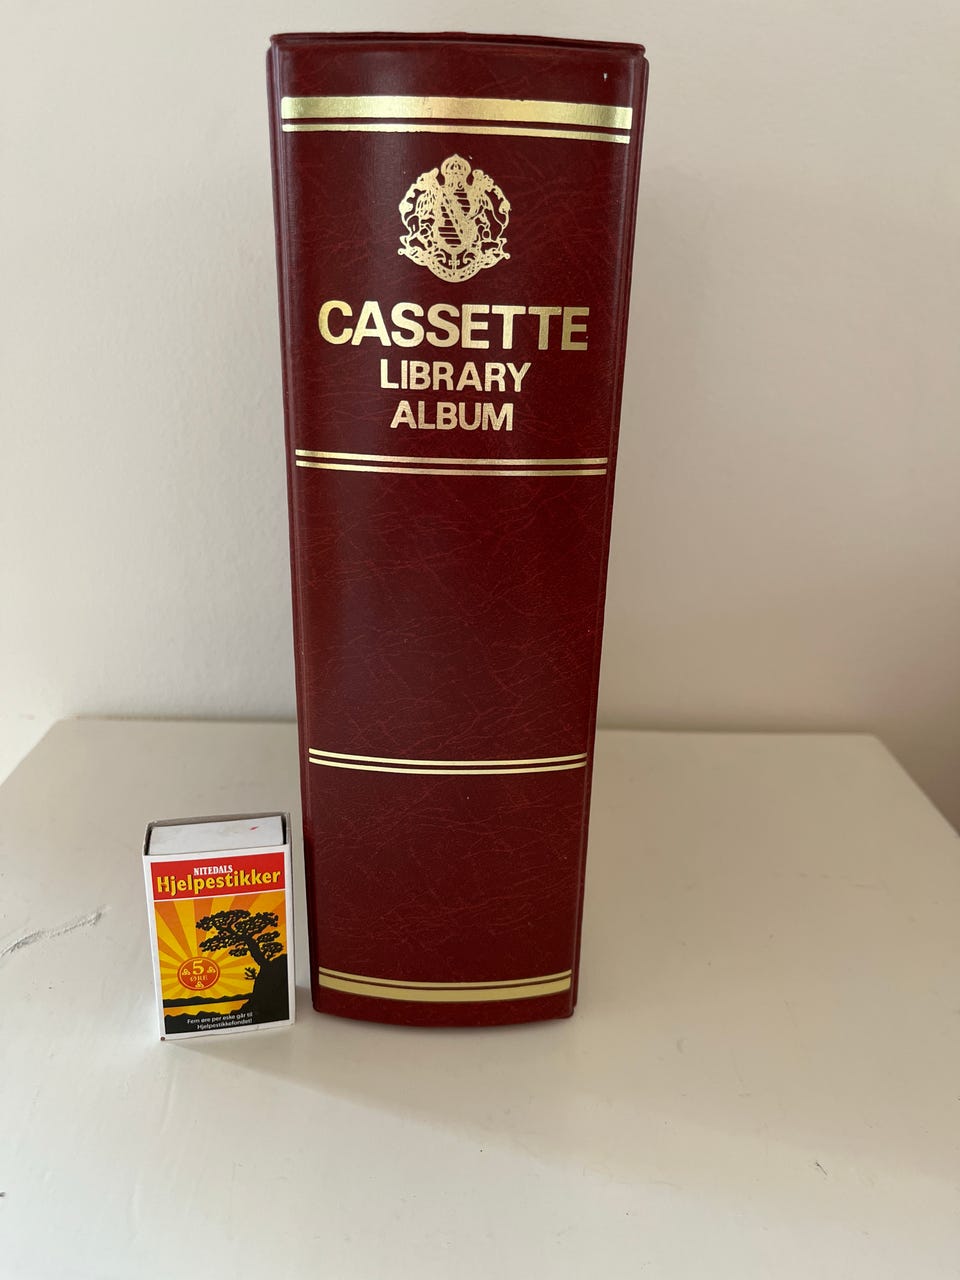 CASSETTE
LIBRARY
ALBUM
NITEDALS
Hjelpestikker
5
ØRE
Fem øre per eske går til
Hjelpestikkefondet!